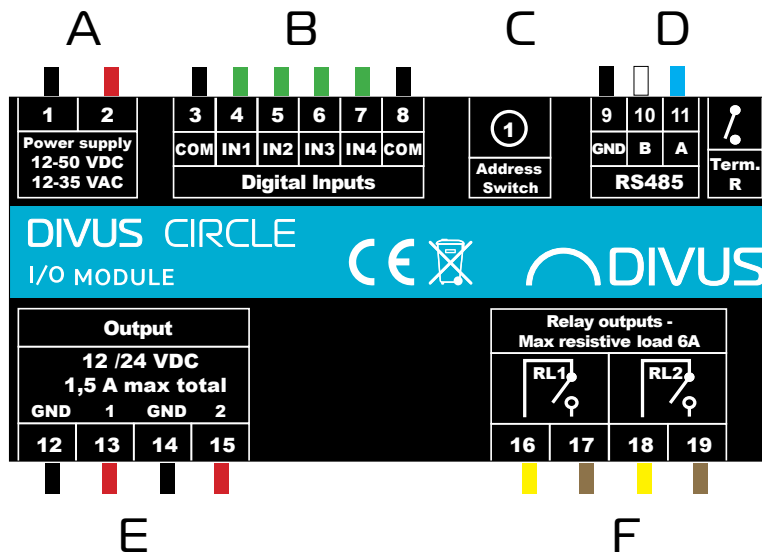 A B C D
1 2 3 4 5 6 7 8 1 9 10 11
Power supply
12-50 VDC
12-35 VAC
COM IN1 IN2 IN3 IN4 COM
Digital Inputs
Address
Switch
GND B A
RS485
Term.
R
DIVUS CIRCLE
I/O MODULE
CE
DIVUS
Output
12 /24 VDC
1,5 A max total
GND 1 GND 2
12 13 14 15
Relay outputs -
Max resistive load 6A
RL1 RL2
16 17 18 19
E F